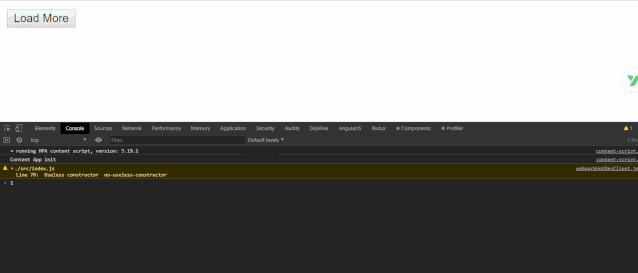 Load More
Elements Console Sources Network Performance Memory Application Security Audits DejaVue AngularJS Redux Components Profiler 1
top Filter Default levels
running MFA content script, version: 5.19.1 content-script.
Content App init content-script.
./src/index.js webpackHotDevClient.js
Line 70: Useless constructor no-useless-constructor
1